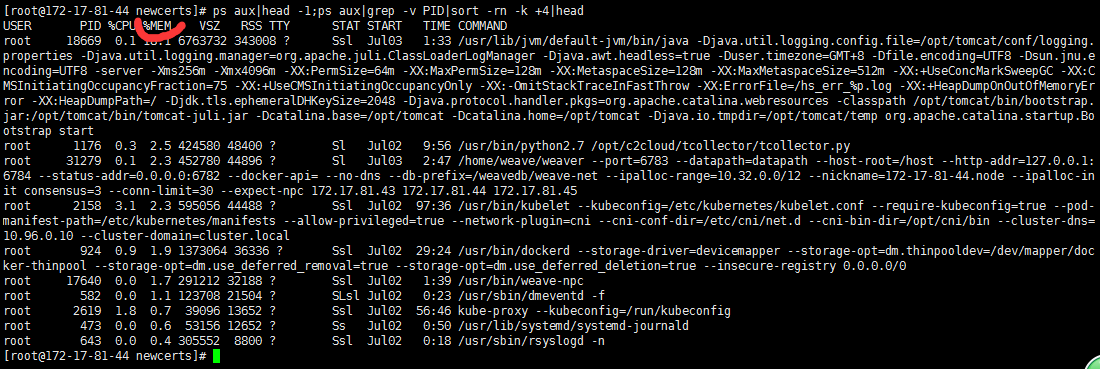 [root@172-17-81-44 newcerts]# ps aux|head -1;ps aux|grep -v PID|sort -rn -k +4|head
USER       PID %CPU %MEM    VSZ   RSS TTY      STAT START   TIME COMMAND
root     18669  0.1 18.1 6763732 343008 ?      Ssl  Jul03   1:33 /usr/lib/jvm/default-jvm/bin/java -Djava.util.logging.config.file=/opt/tomcat/conf/logging.
properties -Djava.util.logging.manager=org.apache.juli.ClassLoaderLogManager -Djava.awt.headless=true -Duser.timezone=GMT+8 -Dfile.encoding=UTF8 -Dsun.jnu.e
ncoding=UTF8 -server -Xms256m -Xmx4096m -XX:PermSize=64m -XX:MaxPermSize=128m -XX:MetaspaceSize=128m -XX:MaxMetaspaceSize=512m -XX:+UseConcMarkSweepGC -XX:C
MSInitiatingOccupancyFraction=75 -XX:+UseCMSInitiatingOccupancyOnly -XX:-OmitStackTraceInFastThrow -XX:ErrorFile=/hs_err_%p.log -XX:+HeapDumpOnOutOfMemoryEr
ror -XX:HeapDumpPath=/ -Djdk.tls.ephemeralDHKeySize=2048 -Djava.protocol.handler.pkgs=org.apache.catalina.webresources -classpath /opt/tomcat/bin/bootstrap.
jar:/opt/tomcat/bin/tomcat-juli.jar -Dcatalina.base=/opt/tomcat -Dcatalina.home=/opt/tomcat -Djava.io.tmpdir=/opt/tomcat/temp org.apache.catalina.startup.Bo
otstrap start
root      1176  0.3  2.5 424580 48400 ?        Sl   Jul02   9:56 /usr/bin/python2.7 /opt/c2cloud/tcollector/tcollector.py
root     31279  0.1  2.3 452780 44896 ?        Sl   Jul03   2:47 /home/weave/weaver --port=6783 --datapath=datapath --host-root=/host --http-addr=127.0.0.1:
6784 --status-addr=0.0.0.0:6782 --docker-api= --no-dns --db-prefix=/weavedb/weave-net --ipalloc-range=10.32.0.0/12 --nickname=172-17-81-44.node --ipalloc-in
it consensus=3 --conn-limit=30 --expect-npc 172.17.81.43 172.17.81.44 172.17.81.45
root      2158  3.1  2.3 595056 44488 ?        Ssl  Jul02  97:36 /usr/bin/kubelet --kubeconfig=/etc/kubernetes/kubelet.conf --require-kubeconfig=true --pod-
manifest-path=/etc/kubernetes/manifests --allow-privileged=true --network-plugin=cni --cni-conf-dir=/etc/cni/net.d --cni-bin-dir=/opt/cni/bin --cluster-dns=
10.96.0.10 --cluster-domain=cluster.local
root       924  0.9  1.9 1373064 36336 ?       Ssl  Jul02  29:24 /usr/bin/dockerd --storage-driver=devicemapper --storage-opt=dm.thinpooldev=/dev/mapper/doc
ker-thinpool --storage-opt=dm.use_deferred_removal=true --storage-opt=dm.use_deferred_deletion=true --insecure-registry 0.0.0.0/0
root     17640  0.0  1.7 291212 32188 ?        Ssl  Jul02   1:39 /usr/bin/weave-npc
root       582  0.0  1.1 123708 21504 ?        SLsl Jul02   0:23 /usr/sbin/dmeventd -f
root      2619  1.8  0.7  39096 13652 ?        Ssl  Jul02  56:46 kube-proxy --kubeconfig=/run/kubeconfig
root       473  0.0  0.6  53156 12652 ?        Ss   Jul02   0:50 /usr/lib/systemd/systemd-journald
root       643  0.0  0.4 305552  8800 ?        Ssl  Jul02   0:18 /usr/sbin/rsyslogd -n
[root@172-17-81-44 newcerts]#